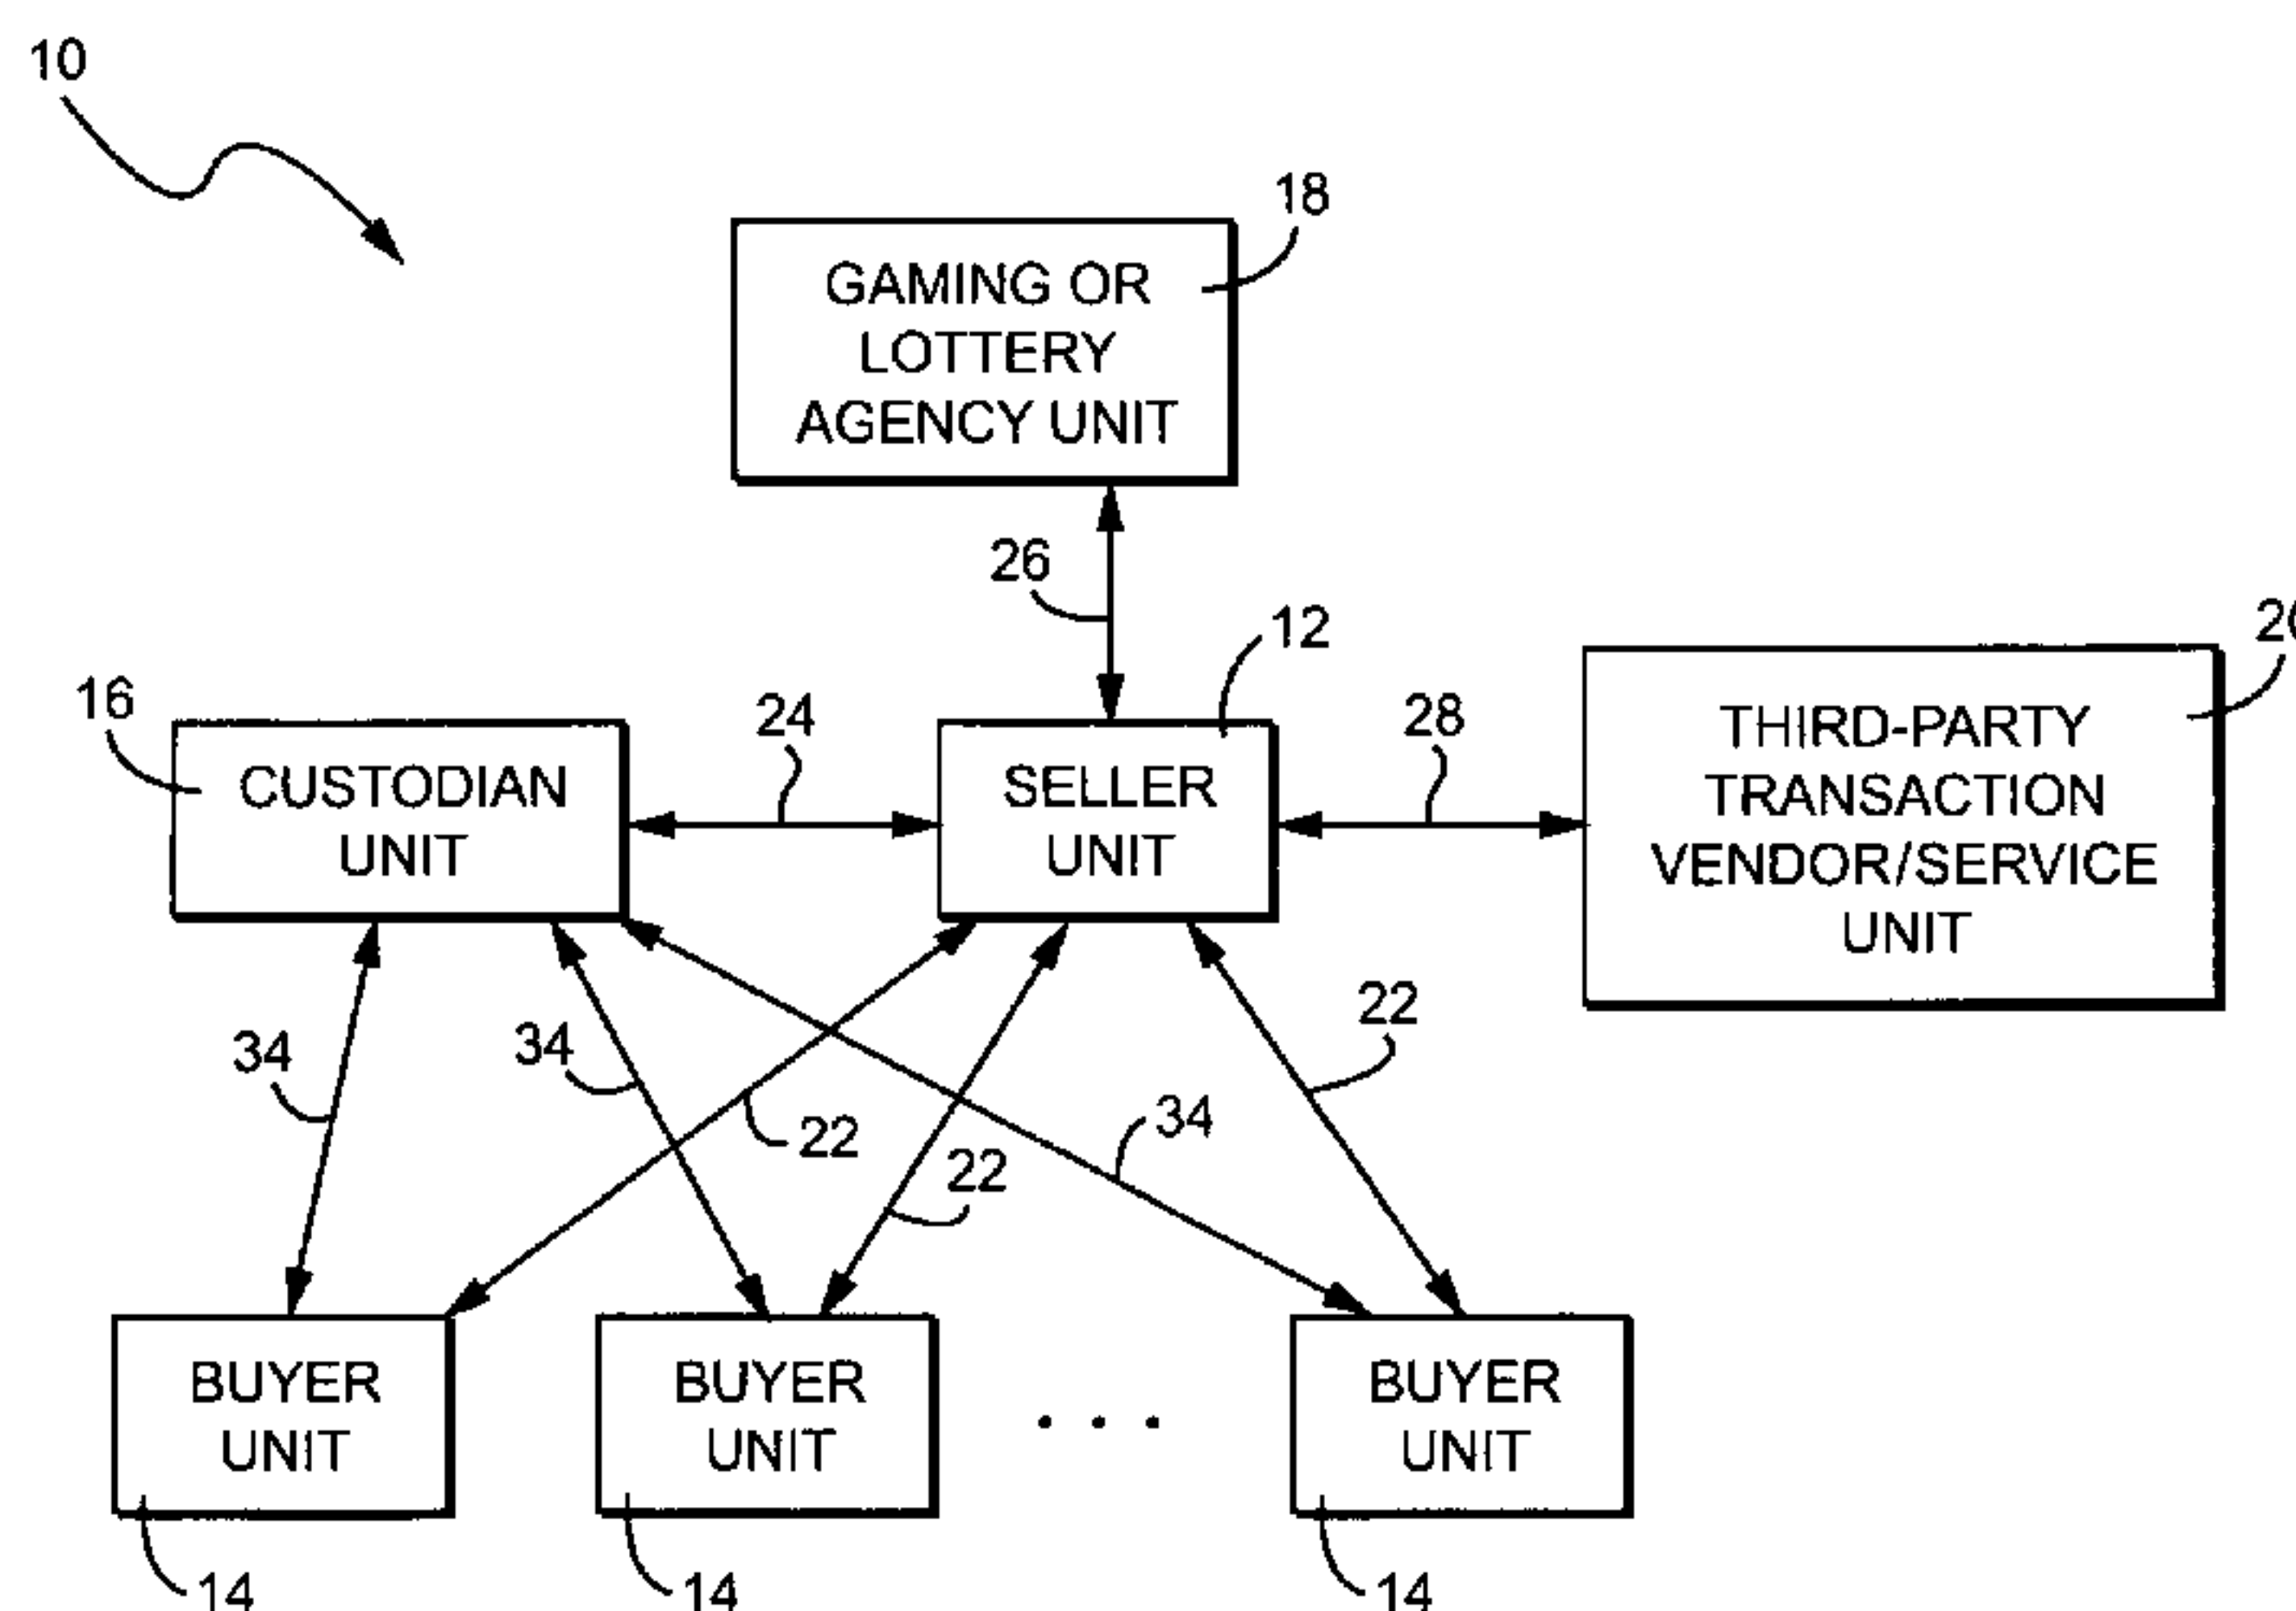 10
18
GAMING OR
LOTTERY
AGENCY UNIT
26
12
16
24
28
CUSTODIAN
UNIT
SELLER
UNIT
THIRD-PARTY
TRANSACTION
VENDOR/SERVICE
UNIT
34
34
22
22
34
22
BUYER
UNIT
BUYER
UNIT
. . .
BUYER
UNIT
14
14
14